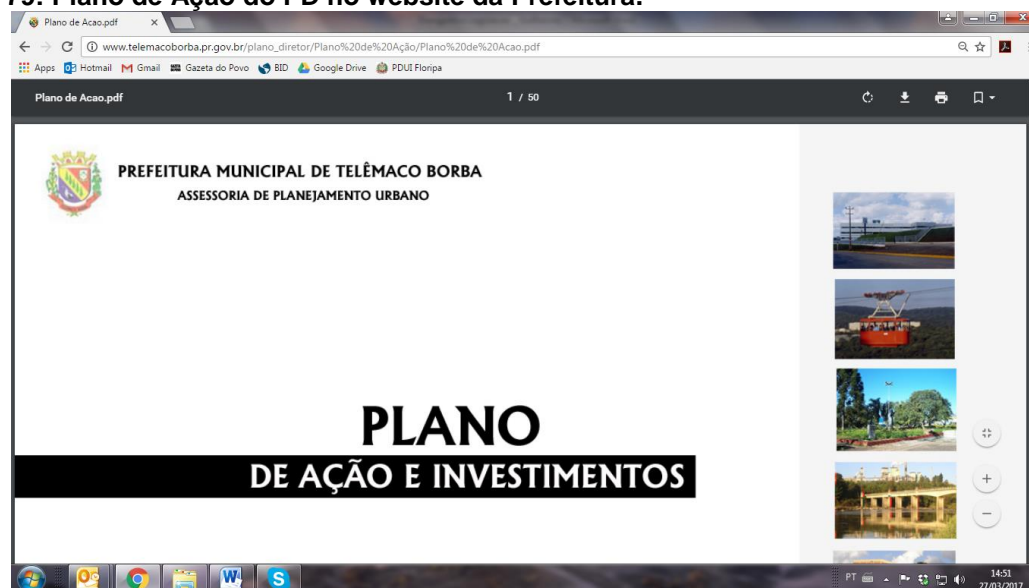 79: Plano de Ação do PD no website da Prefeitura.
Plano de Acao.pdf
www.telemacoborba.pr.gov.br/plano_diretor/Plano%20de%20Ação/Plano%20de%20Acao.pdf
Apps Hotmail Gmail Gazeta do Povo BID Google Drive PDUI Floripa
Plano de Acao.pdf 1 / 50
PREFEITURA MUNICIPAL DE TELÊMACO BORBA
ASSESSORIA DE PLANEJAMENTO URBANO
PLANO
DE AÇÃO E INVESTIMENTOS
PT 14:51
27/03/2017